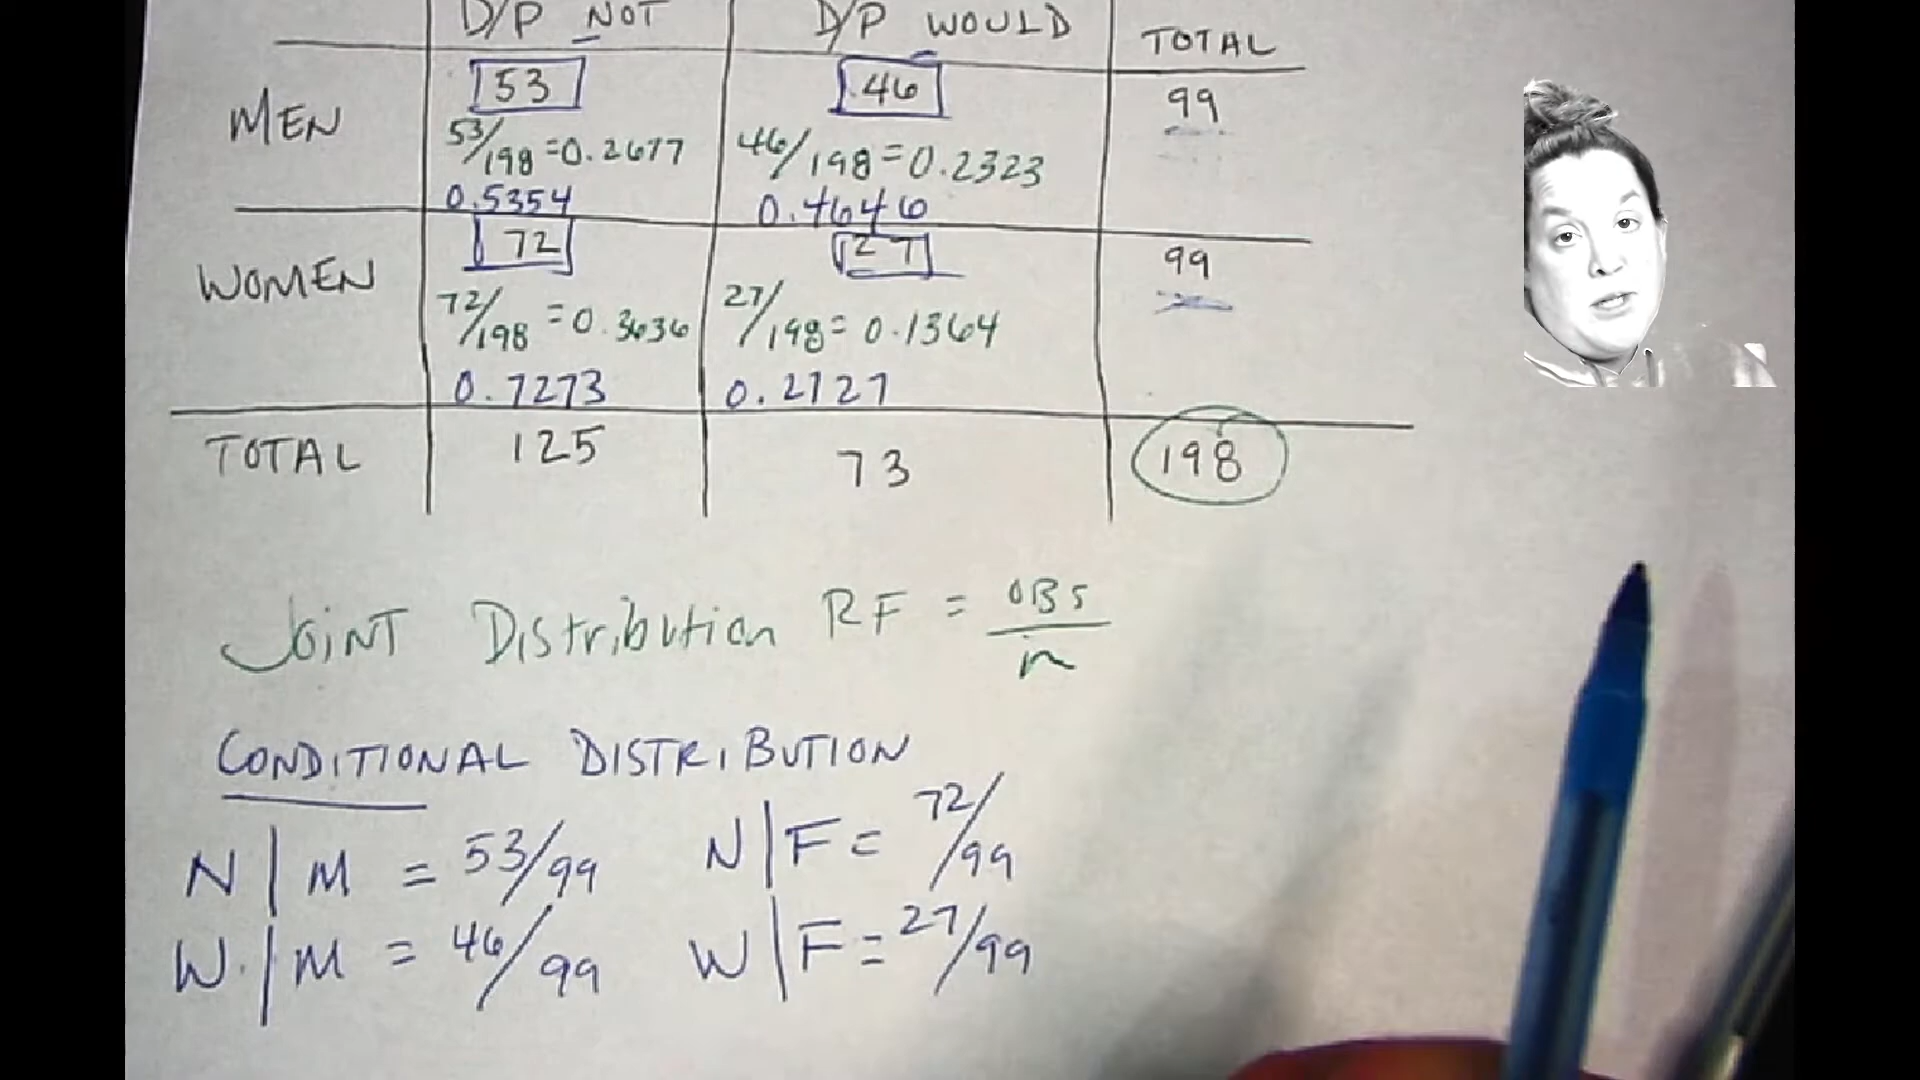 D/P NOT D/P WOULD TOTAL
MEN 53 46 99
53/198 = 0.2677 46/198 = 0.2323
0.5354 0.4646
WOMEN 72 27 99
72/198 = 0.3636 27/198 = 0.1364
0.7273 0.2727
TOTAL 125 73 198
JOINT Distribution RF = OBS/n
CONDITIONAL DISTRIBUTION
N|M = 53/99 N|F = 72/99
W|M = 46/99 W|F = 27/99